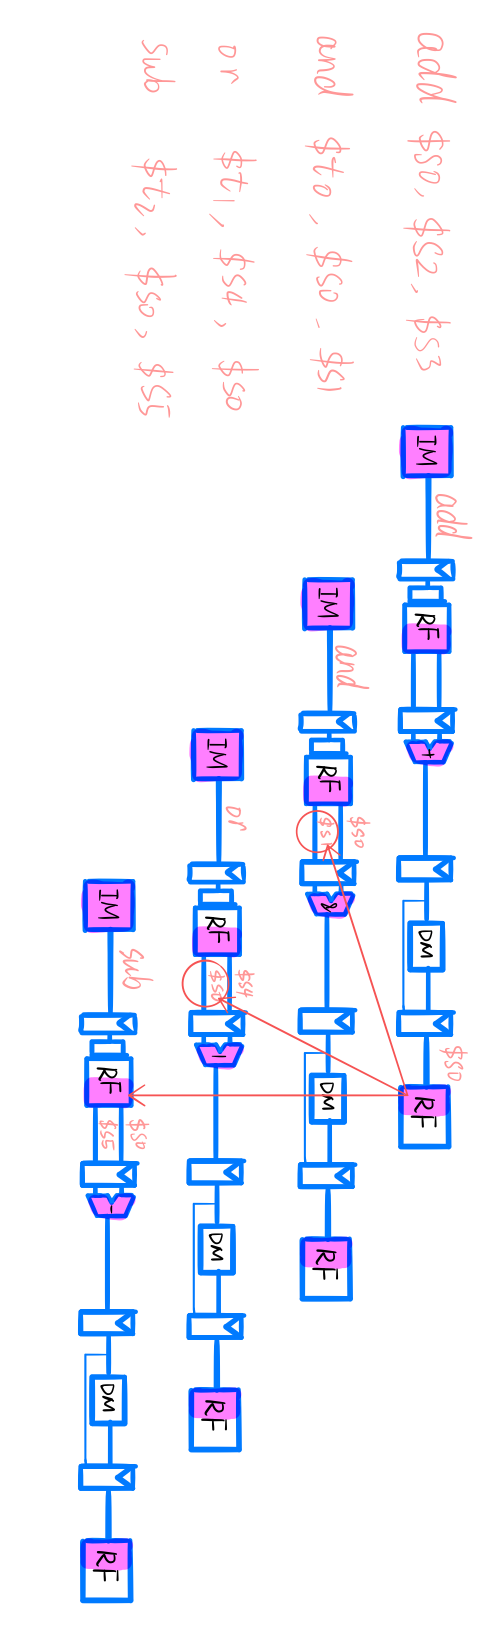 add $s0, $s2, $s3
IM
add
RF
+
DM
$s0
RF
and $t0, $s0, $s1
IM
and
RF
$s0
$s1
&
DM
RF
or $t1, $s4, $s0
IM
or
RF
$s4
$s0
|
DM
RF
sub $t2, $s0, $s5
IM
sub
RF
$s0
$s5
-
DM
RF